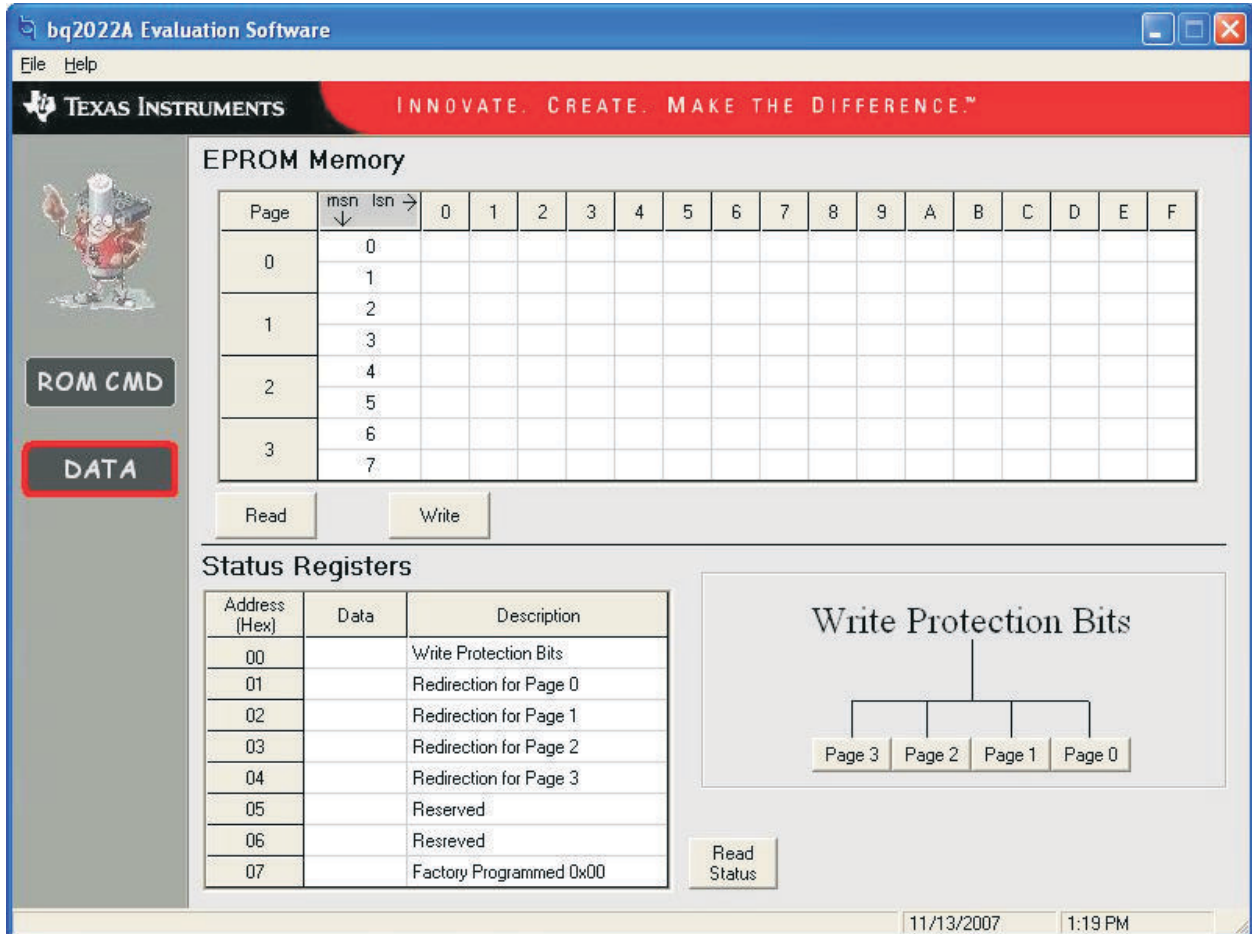 bq2022A Evaluation Software
File Help
TEXAS INSTRUMENTS INNOVATE. CREATE. MAKE THE DIFFERENCE.™
EPROM Memory
Page msn lsn → ↓ 0 1 2 3 4 5 6 7 8 9 A B C D E F
0 0
1
1 2
3
2 4
5
3 6
7
ROM CMD
DATA
Read Write
Status Registers
Address (Hex) Data Description
00 Write Protection Bits
01 Redirection for Page 0
02 Redirection for Page 1
03 Redirection for Page 2
04 Redirection for Page 3
05 Reserved
06 Resreved
07 Factory Programmed 0x00
Write Protection Bits
Page 3 Page 2 Page 1 Page 0
Read
Status
11/13/2007 1:19 PM